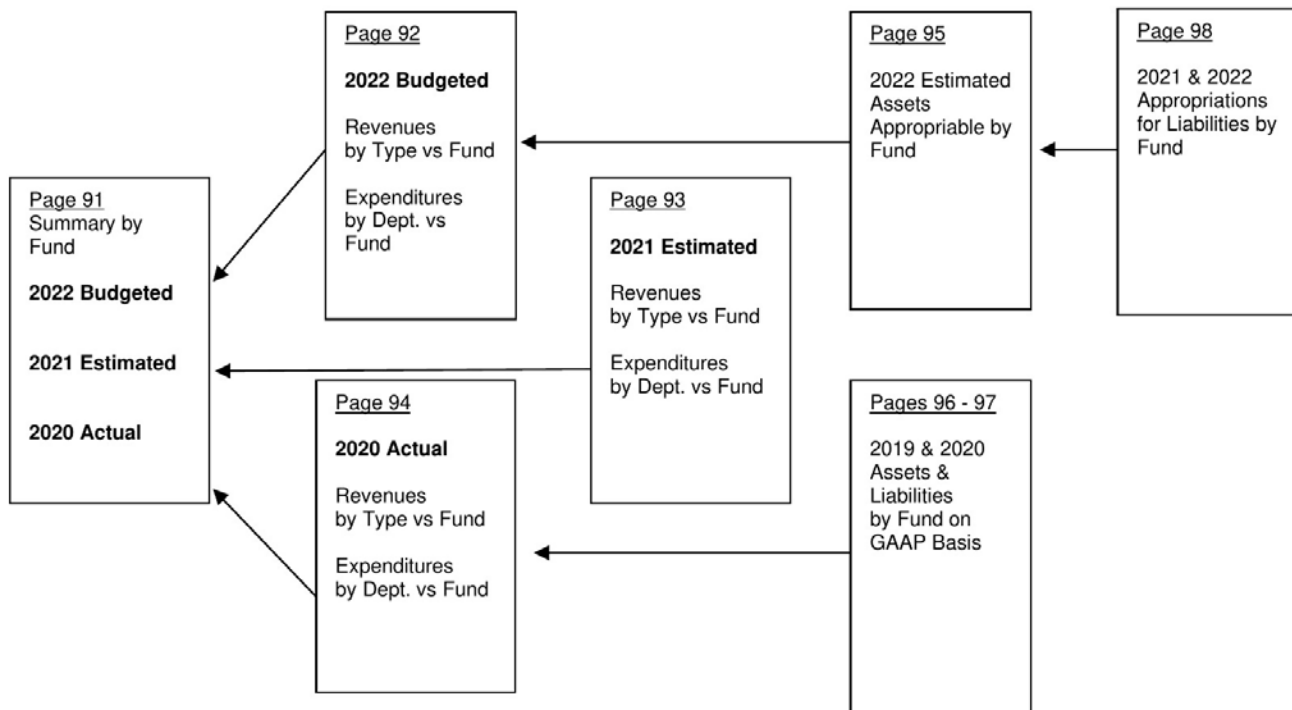 Page 92
2022 Budgeted
Revenues
by Type vs Fund
Expenditures
by Dept. vs
Fund
Page 95
2022 Estimated
Assets
Appropriable by
Fund
Page 98
2021 & 2022
Appropriations
for Liabilities by
Fund
Page 91
Summary by
Fund
2022 Budgeted
2021 Estimated
2020 Actual
Page 93
2021 Estimated
Revenues
by Type vs Fund
Expenditures
by Dept. vs Fund
Page 94
2020 Actual
Revenues
by Type vs Fund
Expenditures
by Dept. vs Fund
Pages 96 - 97
2019 & 2020
Assets &
Liabilities
by Fund on
GAAP Basis